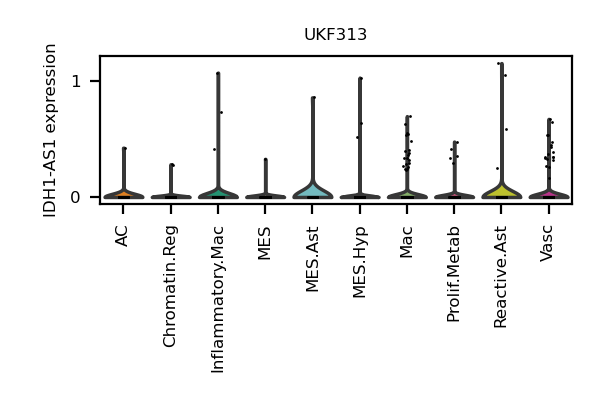 UKF313
IDH1-AS1 expression
1
0
AC
Chromatin.Reg
Inflammatory.Mac
MES
MES.Ast
MES.Hyp
Mac
Prolif.Metab
Reactive.Ast
Vasc